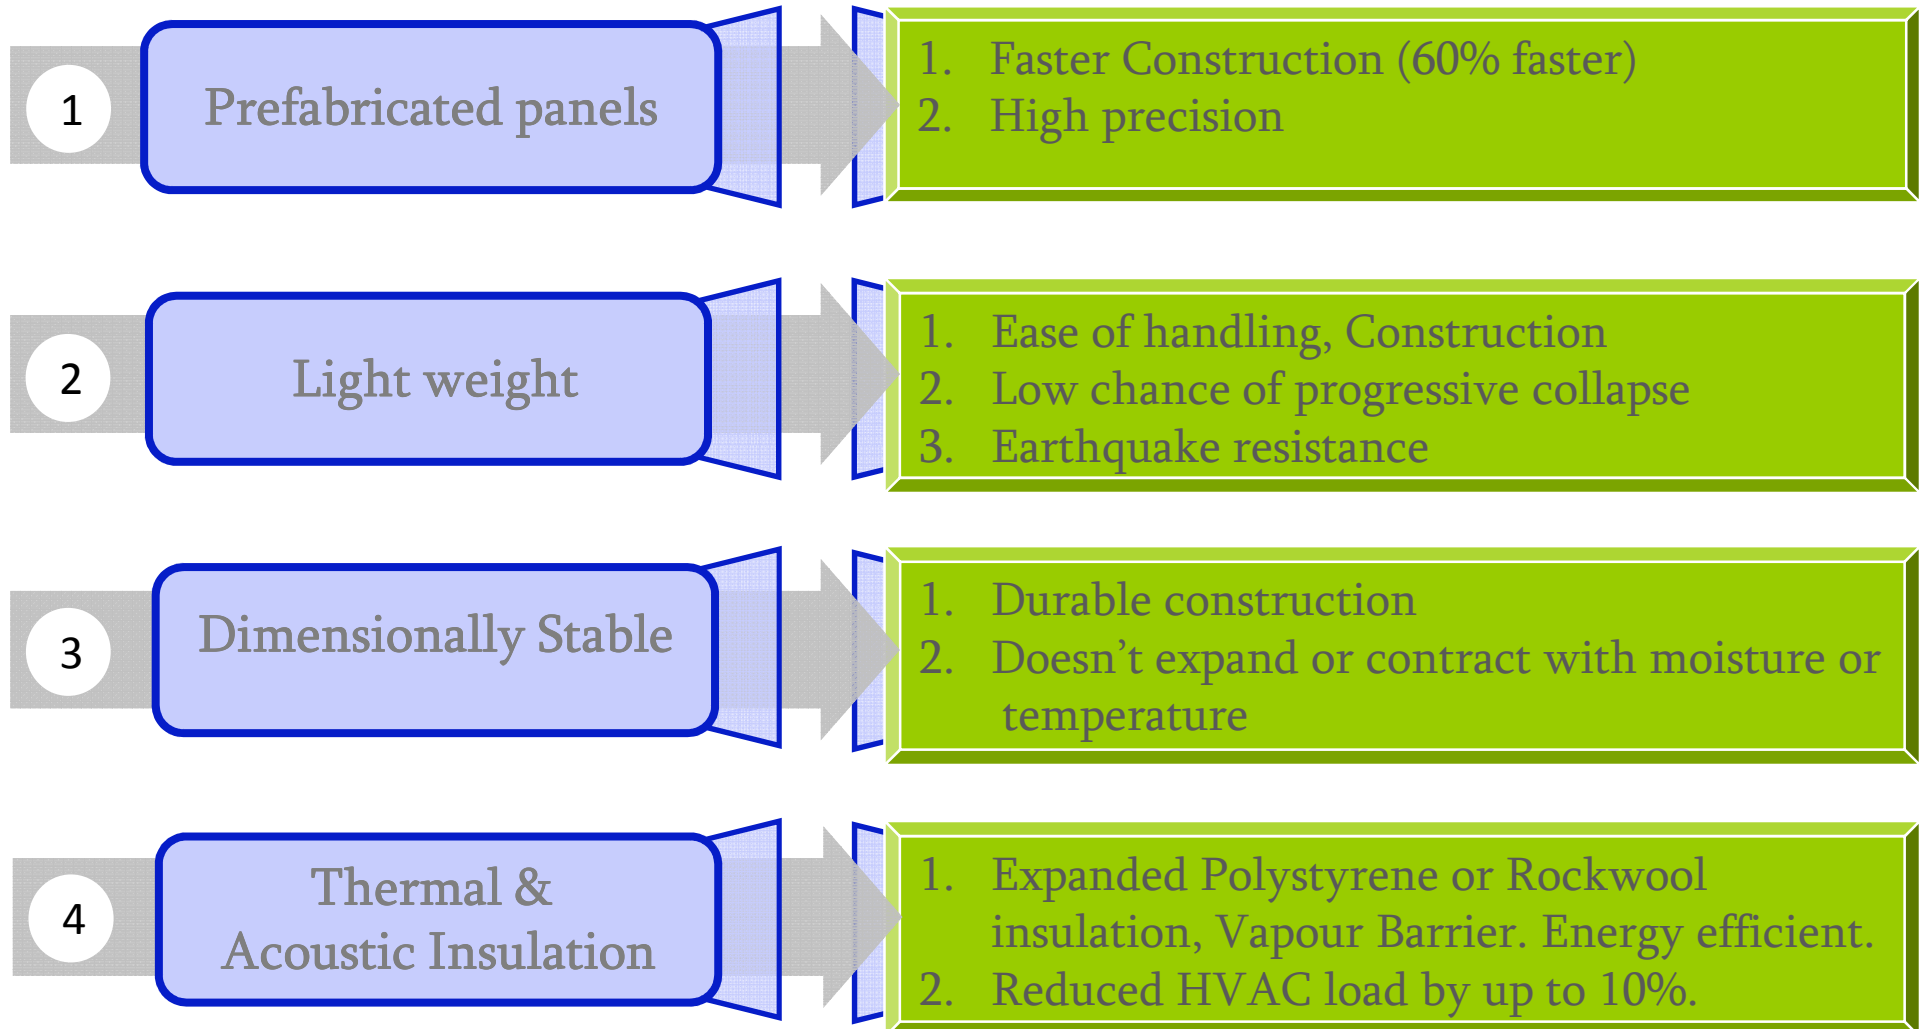 1
Prefabricated panels
1. Faster Construction (60% faster)
2. High precision
2
Light weight
1. Ease of handling, Construction
2. Low chance of progressive collapse
3. Earthquake resistance
3
Dimensionally Stable
1. Durable construction
2. Doesn’t expand or contract with moisture or
temperature
4
Thermal &
Acoustic Insulation
1. Expanded Polystyrene or Rockwool
insulation, Vapour Barrier. Energy efficient.
2. Reduced HVAC load by up to 10%.